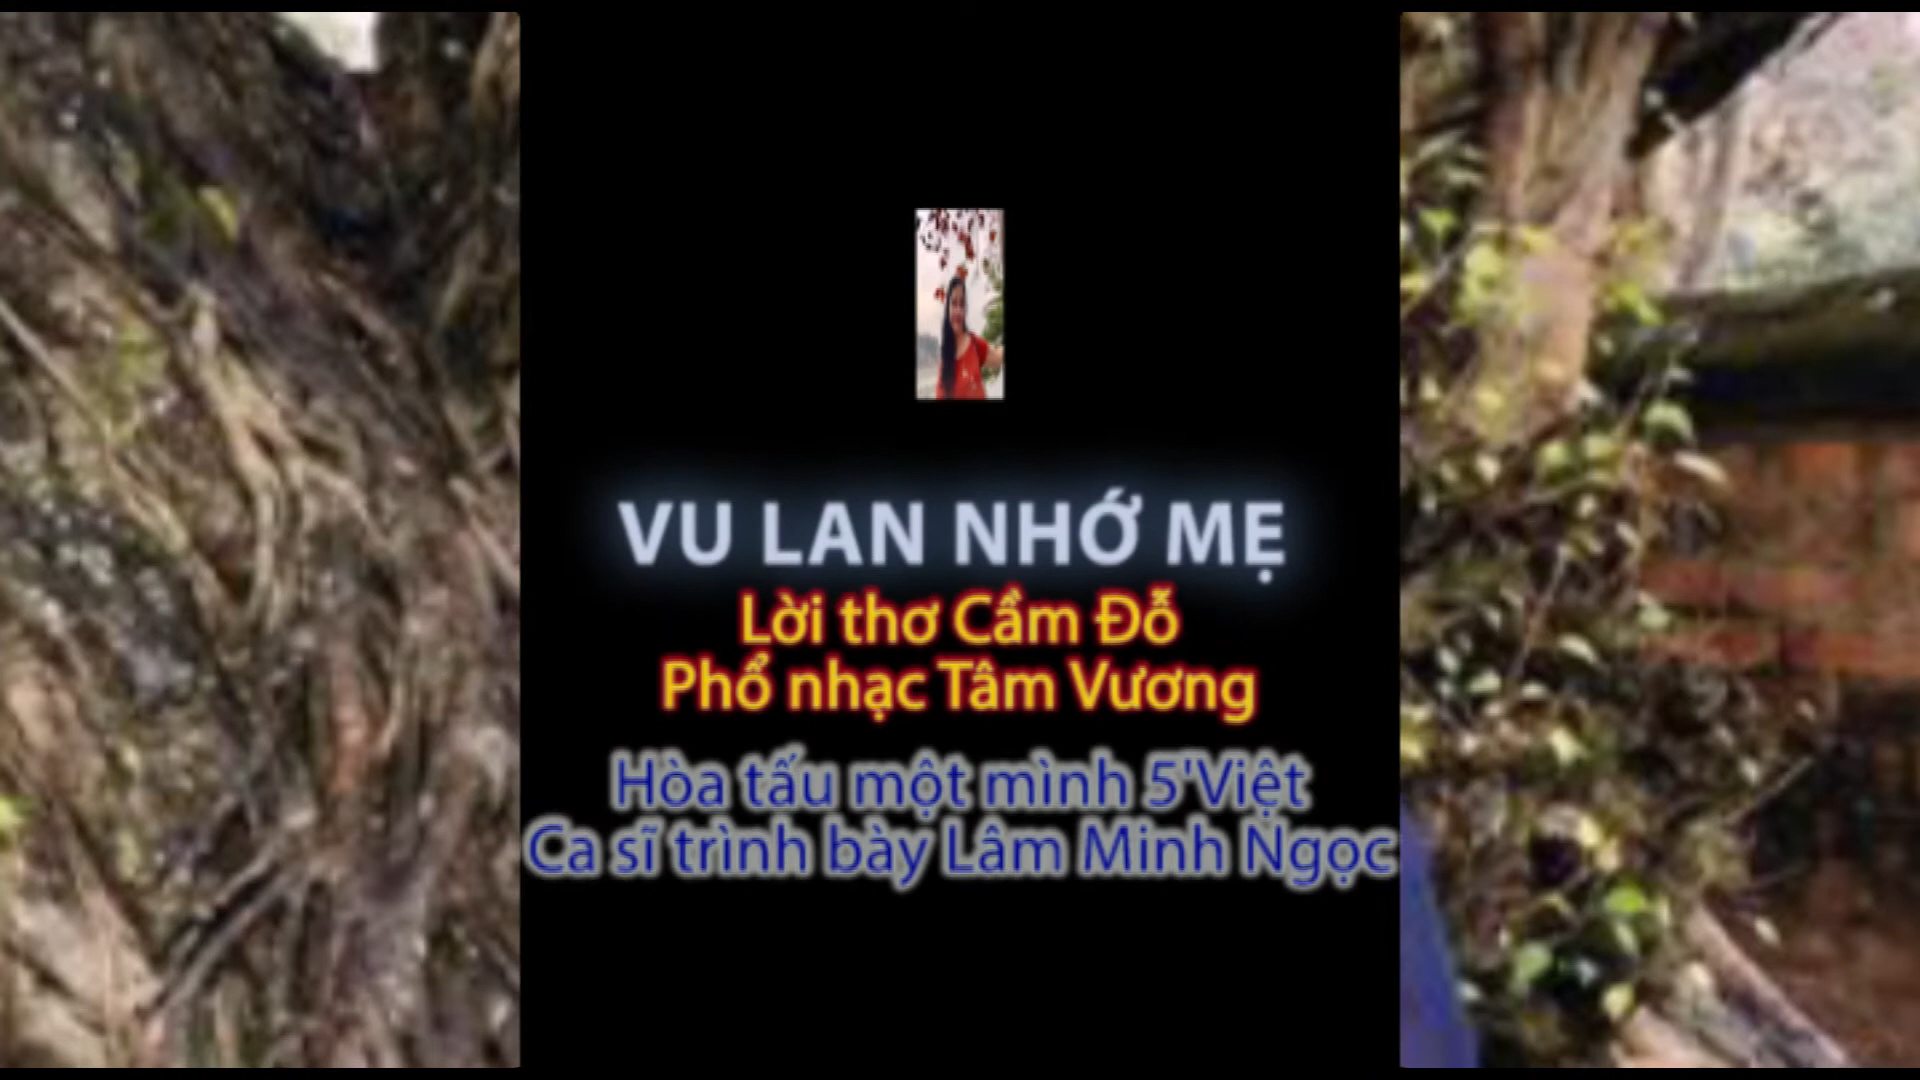 VU LAN NHỚ MẸ
Lời thơ Cầm Đỗ
Phổ nhạc Tâm Vương
Hòa tấu một mình 5'Việt
Ca sĩ trình bày Lâm Minh Ngọc